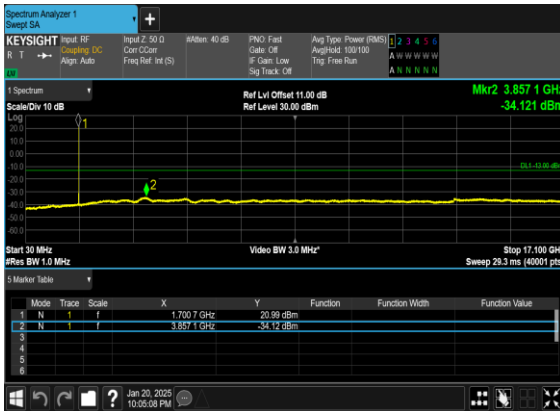 Spectrum Analyzer 1
Swept SA
+
KEYSIGHT Input: RF Input Z: 50 Ω #Atten: 40 dB PNO: Fast Avg Type: Power (RMS) 1 2 3 4 5 6
R T Coupling: DC Corr CCorr Gate: Off Avg|Hold: 100/100 A W W W W W
Align: Auto Freq Ref: Int (S) IF Gain: Low Trig: Free Run
LXI Sig Track: Off A N N N N N
1 Spectrum Ref Lvl Offset 11.00 dB Mkr2 3.857 1 GHz
Scale/Div 10 dB Ref Level 30.00 dBm -34.121 dBm
Log
20.0 1
10.0
0.00
-10.0 DL1 -13.00 dBm
-20.0
-30.0 2
-40.0
-50.0
-60.0
Start 30 MHz Video BW 3.0 MHz* Stop 17.100 GHz
#Res BW 1.0 MHz Sweep 29.3 ms (40001 pts)
5 Marker Table
Mode Trace Scale X Y Function Function Width Function Value
1 N 1 f 1.700 7 GHz 20.99 dBm
2 N 1 f 3.857 1 GHz -34.12 dBm
3
4
5
6
? Jan 20, 2025
10:05:08 PM